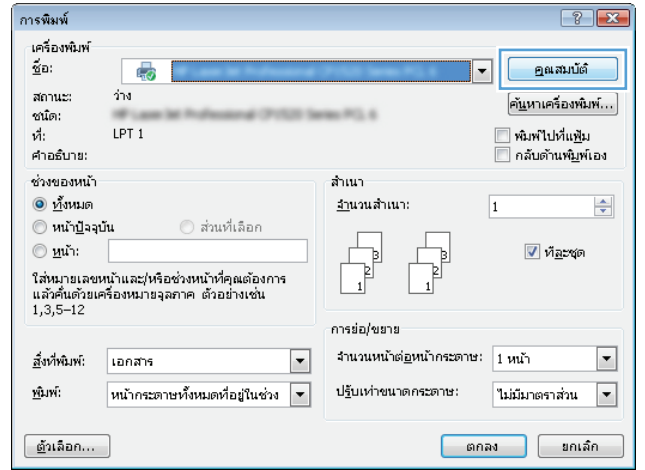 การพิมพ์
เครื่องพิมพ์
ชื่อ:
คุณสมบัติ
สถานะ: ว่าง
ค้นหาเครื่องพิมพ์...
ชนิด:
ที่: LPT 1
พิมพ์ไปที่แฟ้ม
คำอธิบาย:
กลับด้านพิมพ์เอง
ช่วงของหน้า
ทั้งหมด
หน้าปัจจุบัน ส่วนที่เลือก
หน้า:
ใส่หมายเลขหน้าและ/หรือช่วงหน้าที่คุณต้องการ
แล้วคั่นด้วยเครื่องหมายจุลภาค ตัวอย่างเช่น
1,3,5–12
สำเนา
จำนวนสำเนา: 1
3 3
2 2
1 1
ทีละชุด
สิ่งที่พิมพ์: เอกสาร
พิมพ์: หน้ากระดาษทั้งหมดที่อยู่ในช่วง
การย่อ/ขยาย
จำนวนหน้าต่อหน้ากระดาษ: 1 หน้า
ปรับเท่าขนาดกระดาษ: ไม่มีมาตราส่วน
ตัวเลือก...
ตกลง ยกเลิก